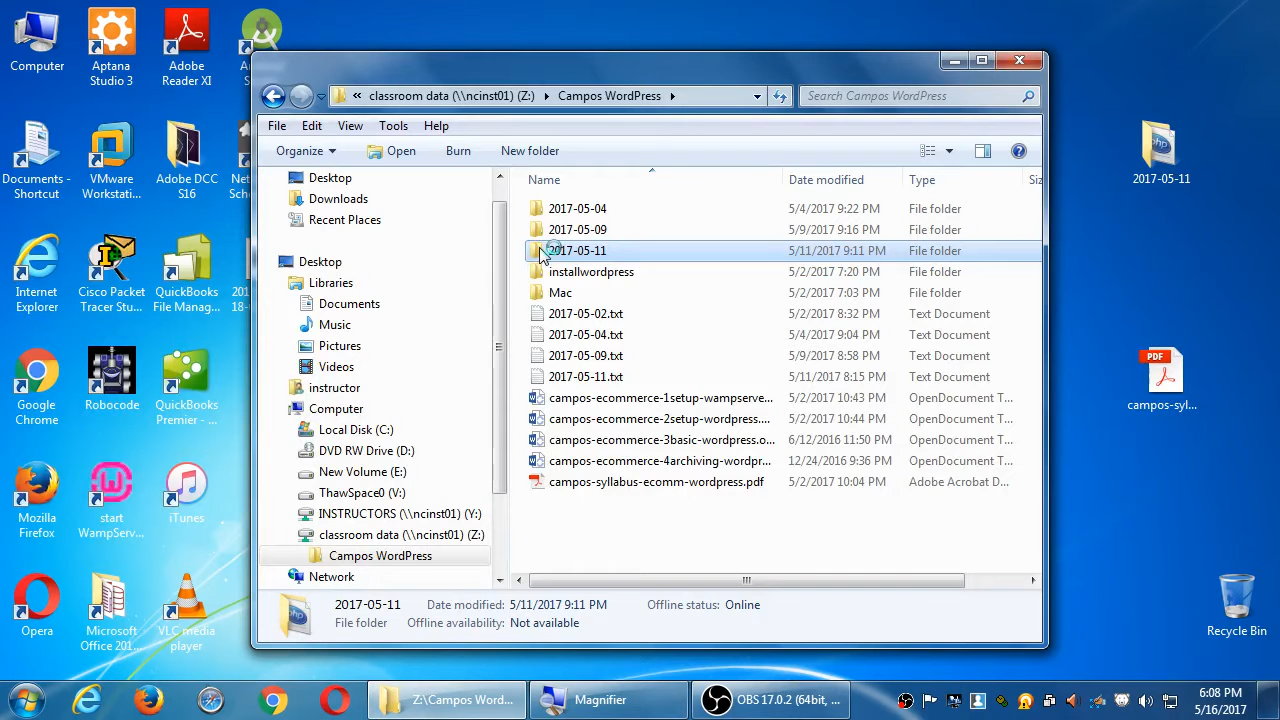 Computer
Aptana
Studio 3
Adobe
Reader XI
Documents -
Shortcut
VMware
Workstati...
Adobe DCC
S16
Internet
Explorer
Cisco Packet
Tracer Stu...
QuickBooks
File Manag...
Google
Chrome
Robocode
QuickBooks
Premier - ...
Mozilla
Firefox
start
WampServ...
iTunes
Opera
Microsoft
Office 201...
VLC media
player
« classroom data (\\ncinst01) (Z:) Campos WordPress
Search Campos WordPress
File Edit View Tools Help
Organize Open Burn New folder
Desktop
Downloads
Recent Places
Desktop
Libraries
Documents
Music
Pictures
Videos
instructor
Computer
Local Disk (C:)
DVD RW Drive (D:)
New Volume (E:)
ThawSpace0 (V:)
INSTRUCTORS (\\ncinst01) (Y:)
classroom data (\\ncinst01) (Z:)
Campos WordPress
Network
Name Date modified Type Siz
2017-05-04 5/4/2017 9:22 PM File folder
2017-05-09 5/9/2017 9:16 PM File folder
2017-05-11 5/11/2017 9:11 PM File folder
installwordpress 5/2/2017 7:20 PM File folder
Mac 5/2/2017 7:03 PM File folder
2017-05-02.txt 5/2/2017 8:32 PM Text Document
2017-05-04.txt 5/4/2017 9:04 PM Text Document
2017-05-09.txt 5/9/2017 8:58 PM Text Document
2017-05-11.txt 5/11/2017 8:15 PM Text Document
campos-ecommerce-1setup-wampserve... 5/2/2017 10:43 PM OpenDocument T...
campos-ecommerce-2setup-wordpress.... 5/2/2017 10:44 PM OpenDocument T...
campos-ecommerce-3basic-wordpress.o... 6/12/2016 11:50 PM OpenDocument T...
campos-ecommerce-4archiving-wordpr... 12/24/2016 9:36 PM OpenDocument T...
campos-syllabus-ecomm-wordpress.pdf 5/2/2017 10:04 PM Adobe Acrobat D...
php
2017-05-11 Date modified: 5/11/2017 9:11 PM Offline status: Online
File folder Offline availability: Not available
php
2017-05-11
PDF
campos-syl...
Recycle Bin
Z:\Campos Word...
Magnifier
OBS 17.0.2 (64bit, ...
6:08 PM
5/16/2017